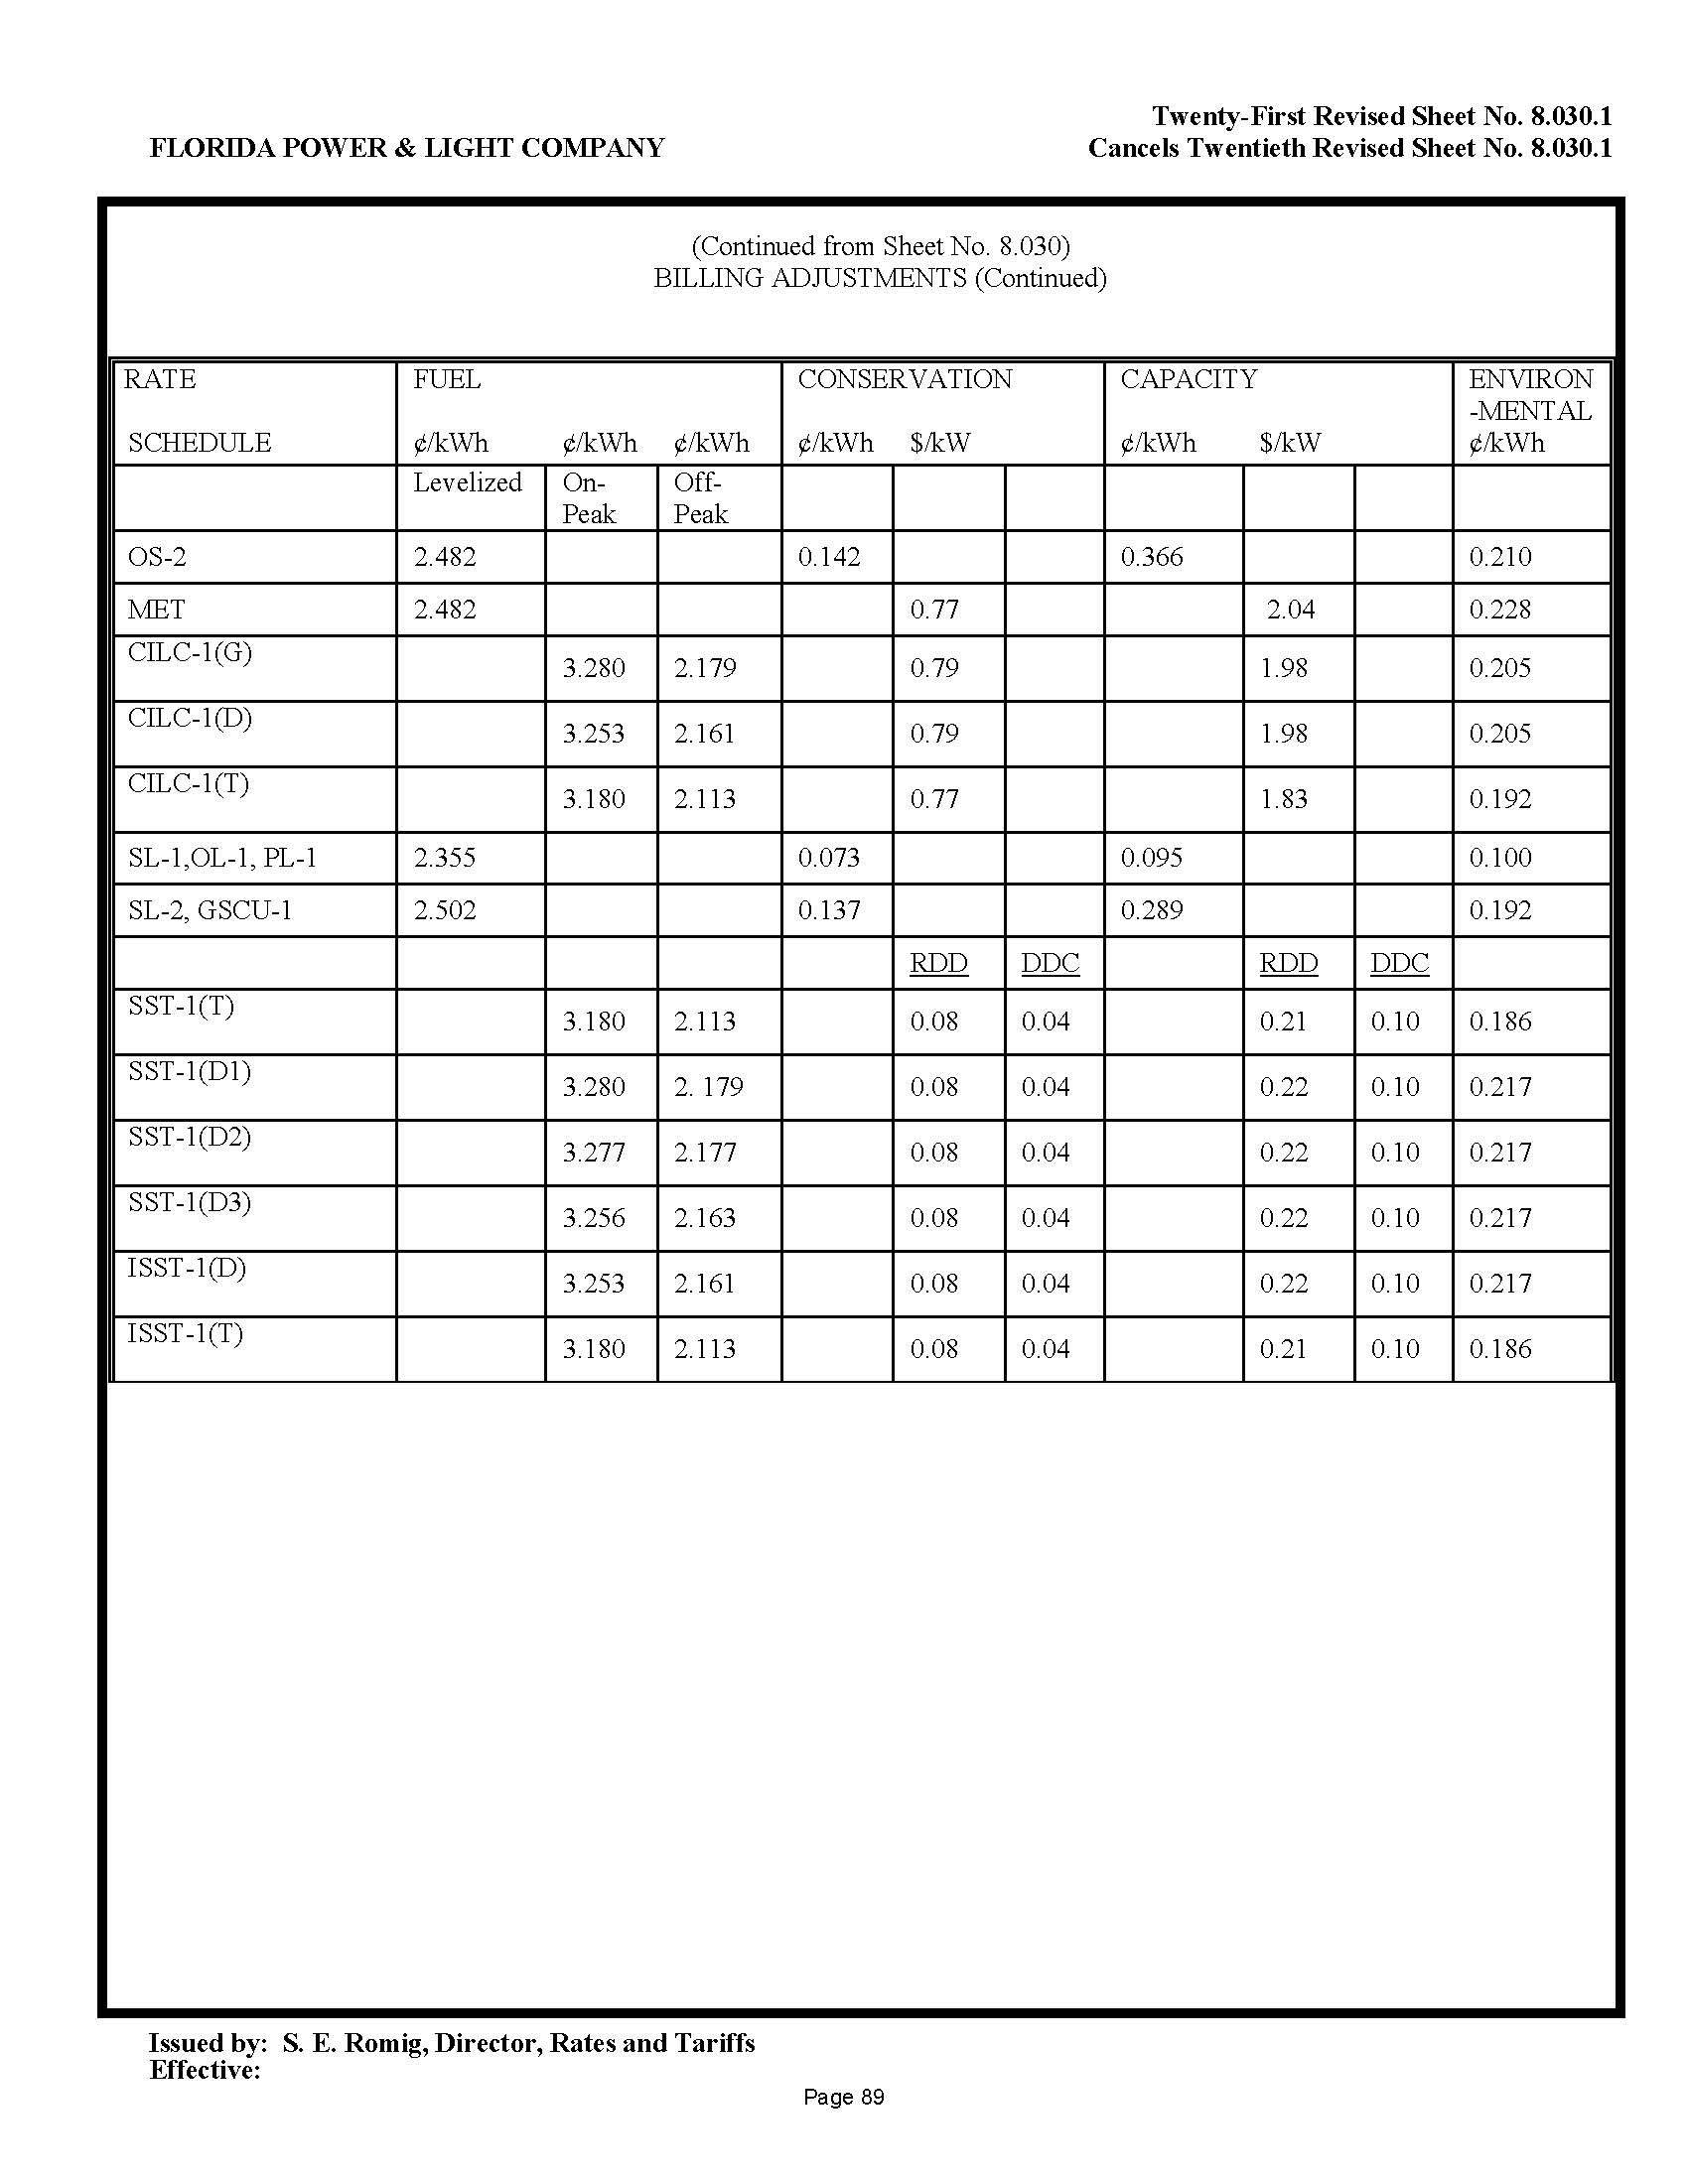 Twenty-First Revised Sheet No. 8.030.1
FLORIDA POWER & LIGHT COMPANY Cancels Twentieth Revised Sheet No. 8.030.1
(Continued from Sheet No. 8.030)
BILLING ADJUSTMENTS (Continued)
RATE FUEL CONSERVATION CAPACITY ENVIRON
-MENTAL
SCHEDULE ¢/kWh ¢/kWh ¢/kWh ¢/kWh $/kW ¢/kWh $/kW ¢/kWh
Levelized On- Off-
Peak Peak
OS-2 2.482 0.142 0.366 0.210
MET 2.482 0.77 2.04 0.228
CILC-1(G) 3.280 2.179 0.79 1.98 0.205
CILC-1(D) 3.253 2.161 0.79 1.98 0.205
CILC-1(T) 3.180 2.113 0.77 1.83 0.192
SL-1,OL-1, PL-1 2.355 0.073 0.095 0.100
SL-2, GSCU-1 2.502 0.137 0.289 0.192
RDD DDC RDD DDC
SST-1(T) 3.180 2.113 0.08 0.04 0.21 0.10 0.186
SST-1(D1) 3.280 2. 179 0.08 0.04 0.22 0.10 0.217
SST-1(D2) 3.277 2.177 0.08 0.04 0.22 0.10 0.217
SST-1(D3) 3.256 2.163 0.08 0.04 0.22 0.10 0.217
ISST-1(D) 3.253 2.161 0.08 0.04 0.22 0.10 0.217
ISST-1(T) 3.180 2.113 0.08 0.04 0.21 0.10 0.186
Issued by: S. E. Romig, Director, Rates and Tariffs
Effective:
Page 89